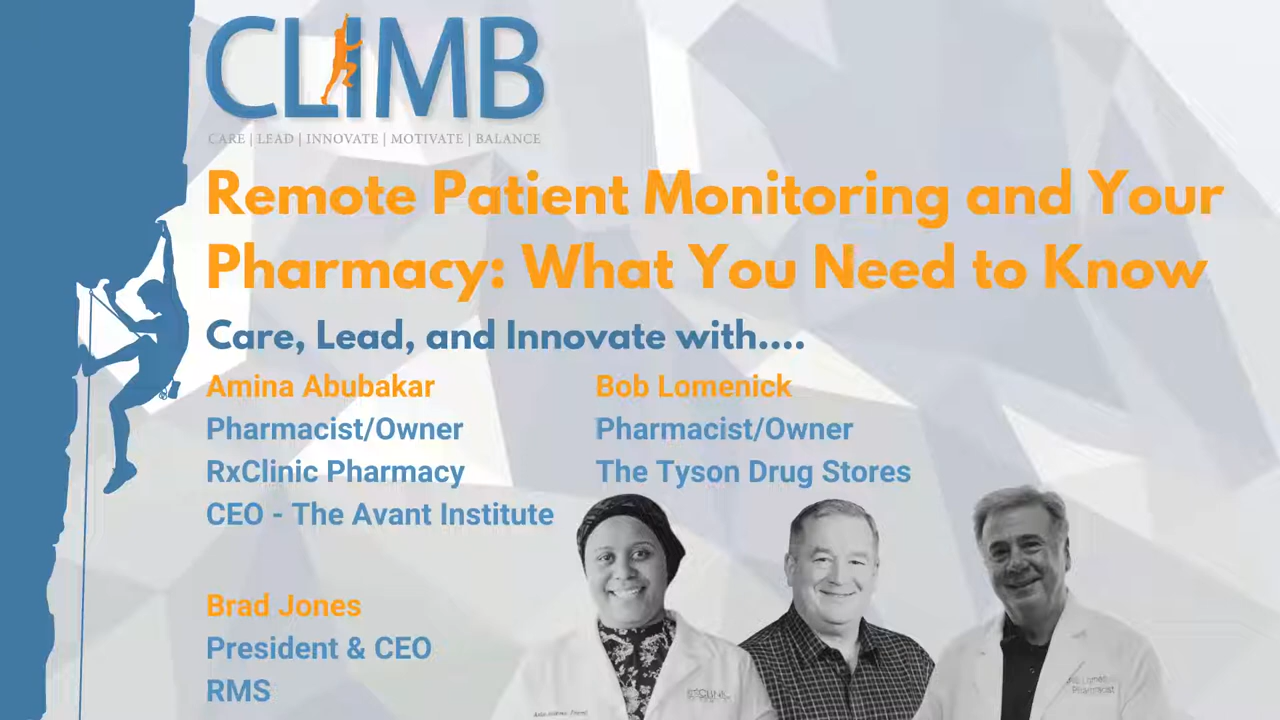 CLIMB
CARE | LEAD | INNOVATE | MOTIVATE | BALANCE
Remote Patient Monitoring and Your
Pharmacy: What You Need to Know
Care, Lead, and Innovate with....
Amina Abubakar
Pharmacist/Owner
RxClinic Pharmacy
CEO - The Avant Institute
Bob Lomenick
Pharmacist/Owner
The Tyson Drug Stores
Brad Jones
President & CEO
RMS
Pharmacist